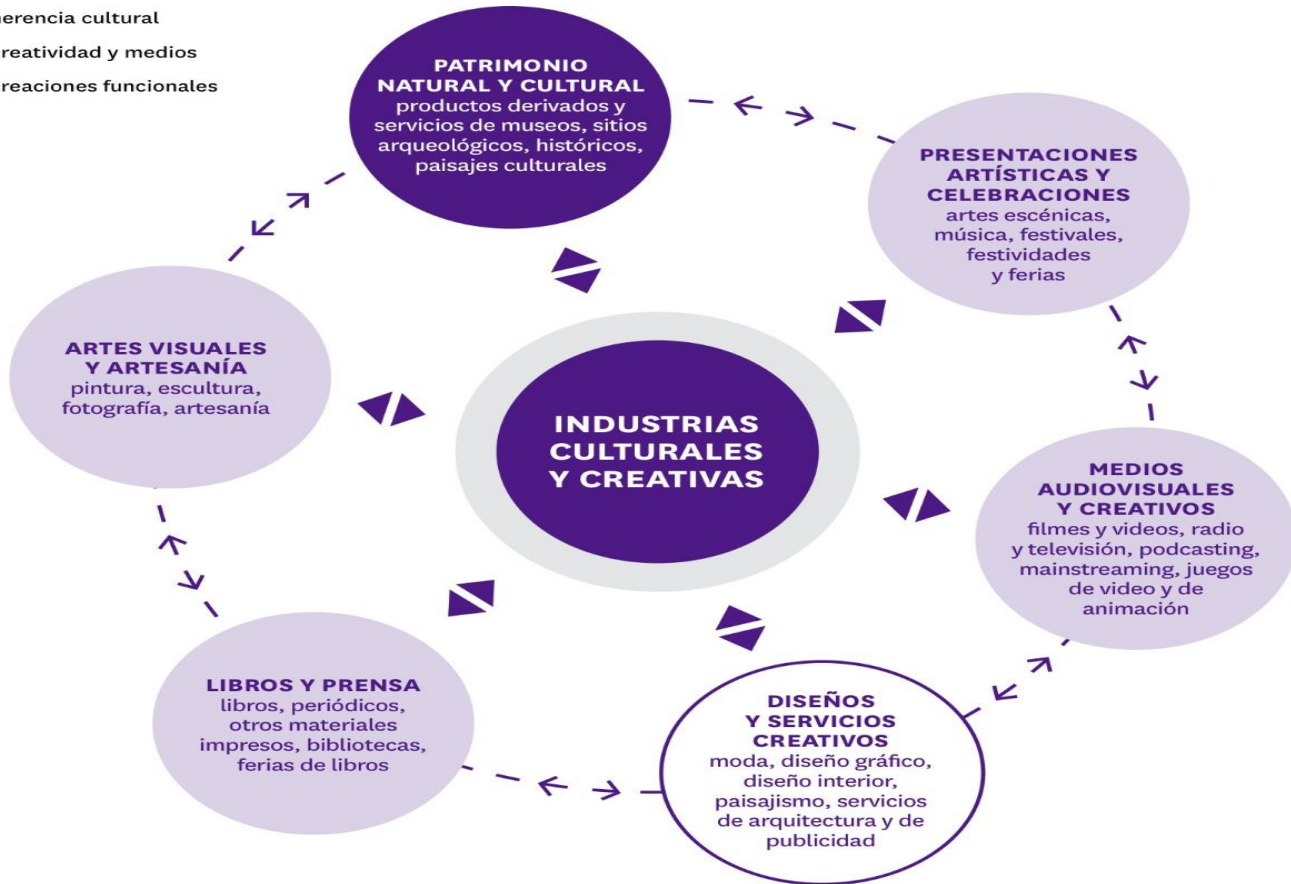 herencia cultural
creatividad y medios
creaciones funcionales
PATRIMONIO
NATURAL Y CULTURAL
productos derivados y
servicios de museos, sitios
arqueológicos, históricos,
paisajes culturales
PRESENTACIONES
ARTÍSTICAS Y
CELEBRACIONES
artes escénicas,
música, festivales,
festividades
y ferias
ARTES VISUALES
Y ARTESANÍA
pintura, escultura,
fotografía, artesanía
INDUSTRIAS
CULTURALES
Y CREATIVAS
MEDIOS
AUDIOVISUALES
Y CREATIVOS
filmes y videos, radio
y televisión, podcasting,
mainstreaming, juegos
de video y de
animación
LIBROS Y PRENSA
libros, periódicos,
otros materiales
impresos, bibliotecas,
ferias de libros
DISEÑOS
Y SERVICIOS
CREATIVOS
moda, diseño gráfico,
diseño interior,
paisajismo, servicios
de arquitectura y de
publicidad